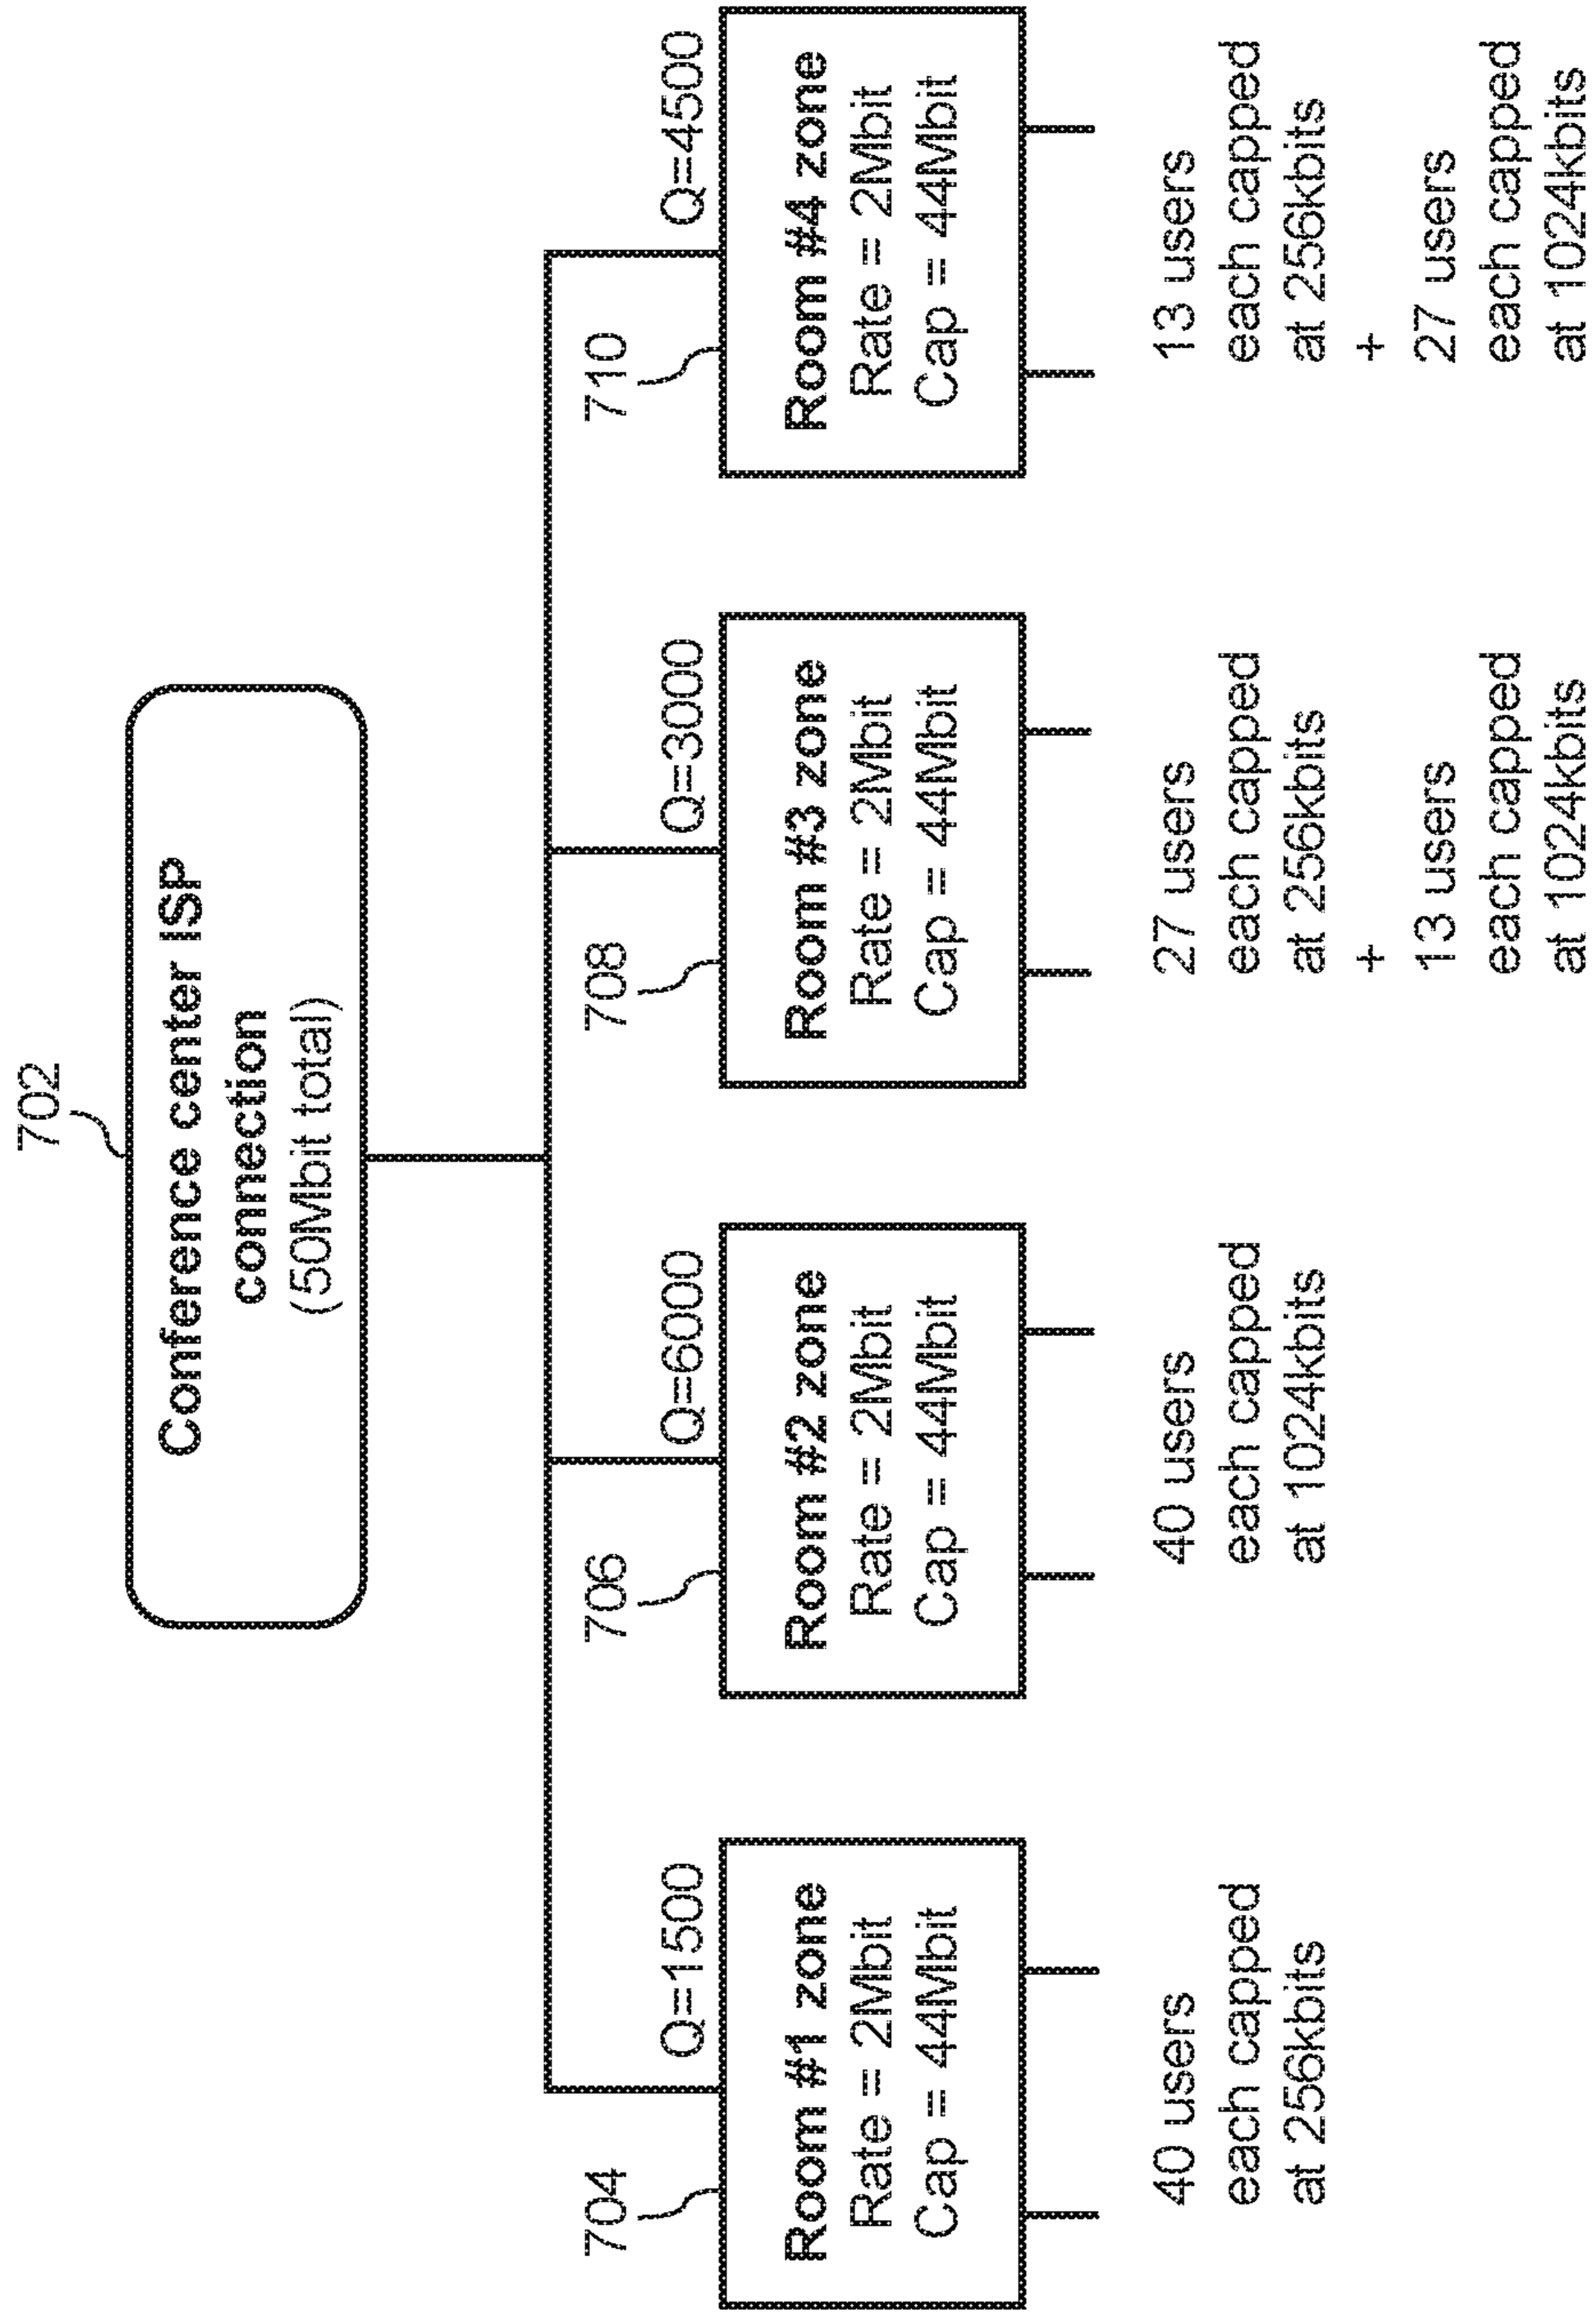 702
Conference center ISP
connection
(50Mbit total)
704
Q=1500
Room #1 zone
Rate = 2Mbit
Cap = 44Mbit
40 users
each capped
at 256kbits
706
Q=6000
Room #2 zone
Rate = 2Mbit
Cap = 44Mbit
40 users
each capped
at 1024kbits
708
Q=3000
Room #3 zone
Rate = 2Mbit
Cap = 44Mbit
27 users
each capped
at 256kbits
+
13 users
each capped
at 1024kbits
710
Q=4500
Room #4 zone
Rate = 2Mbit
Cap = 44Mbit
13 users
each capped
at 256kbits
+
27 users
each capped
at 1024kbits